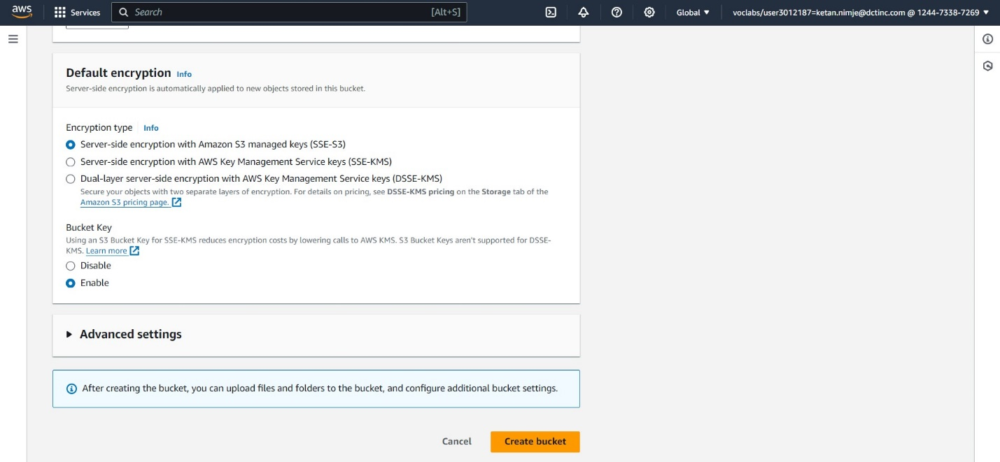 aws
Services
Search
[Alt+S]
Global
voclabs/user3012187=ketan.nimje@dctinc.com @ 1244-7338-7269
Default encryption Info
Server-side encryption is automatically applied to new objects stored in this bucket.
Encryption type Info
Server-side encryption with Amazon S3 managed keys (SSE-S3)
Server-side encryption with AWS Key Management Service keys (SSE-KMS)
Dual-layer server-side encryption with AWS Key Management Service keys (DSSE-KMS)
Secure your objects with two separate layers of encryption. For details on pricing, see DSSE-KMS pricing on the Storage tab of the
Amazon S3 pricing page.
Bucket Key
Using an S3 Bucket Key for SSE-KMS reduces encryption costs by lowering calls to AWS KMS. S3 Bucket Keys aren't supported for DSSE-
KMS. Learn more
Disable
Enable
Advanced settings
After creating the bucket, you can upload files and folders to the bucket, and configure additional bucket settings.
Cancel
Create bucket